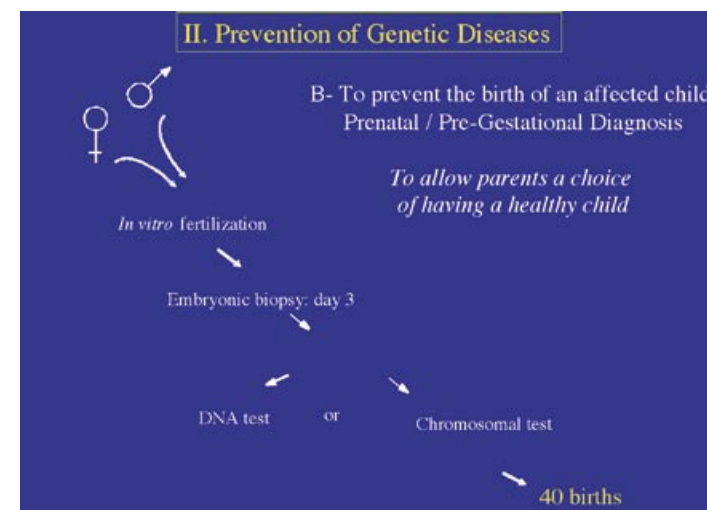 II. Prevention of Genetic Diseases
B- To prevent the birth of an affected child
Prenatal / Pre-Gestational Diagnosis
To allow parents a choice
of having a healthy child
In vitro fertilization
Embryonic biopsy: day 3
DNA test
or
Chromosomal test
40 births